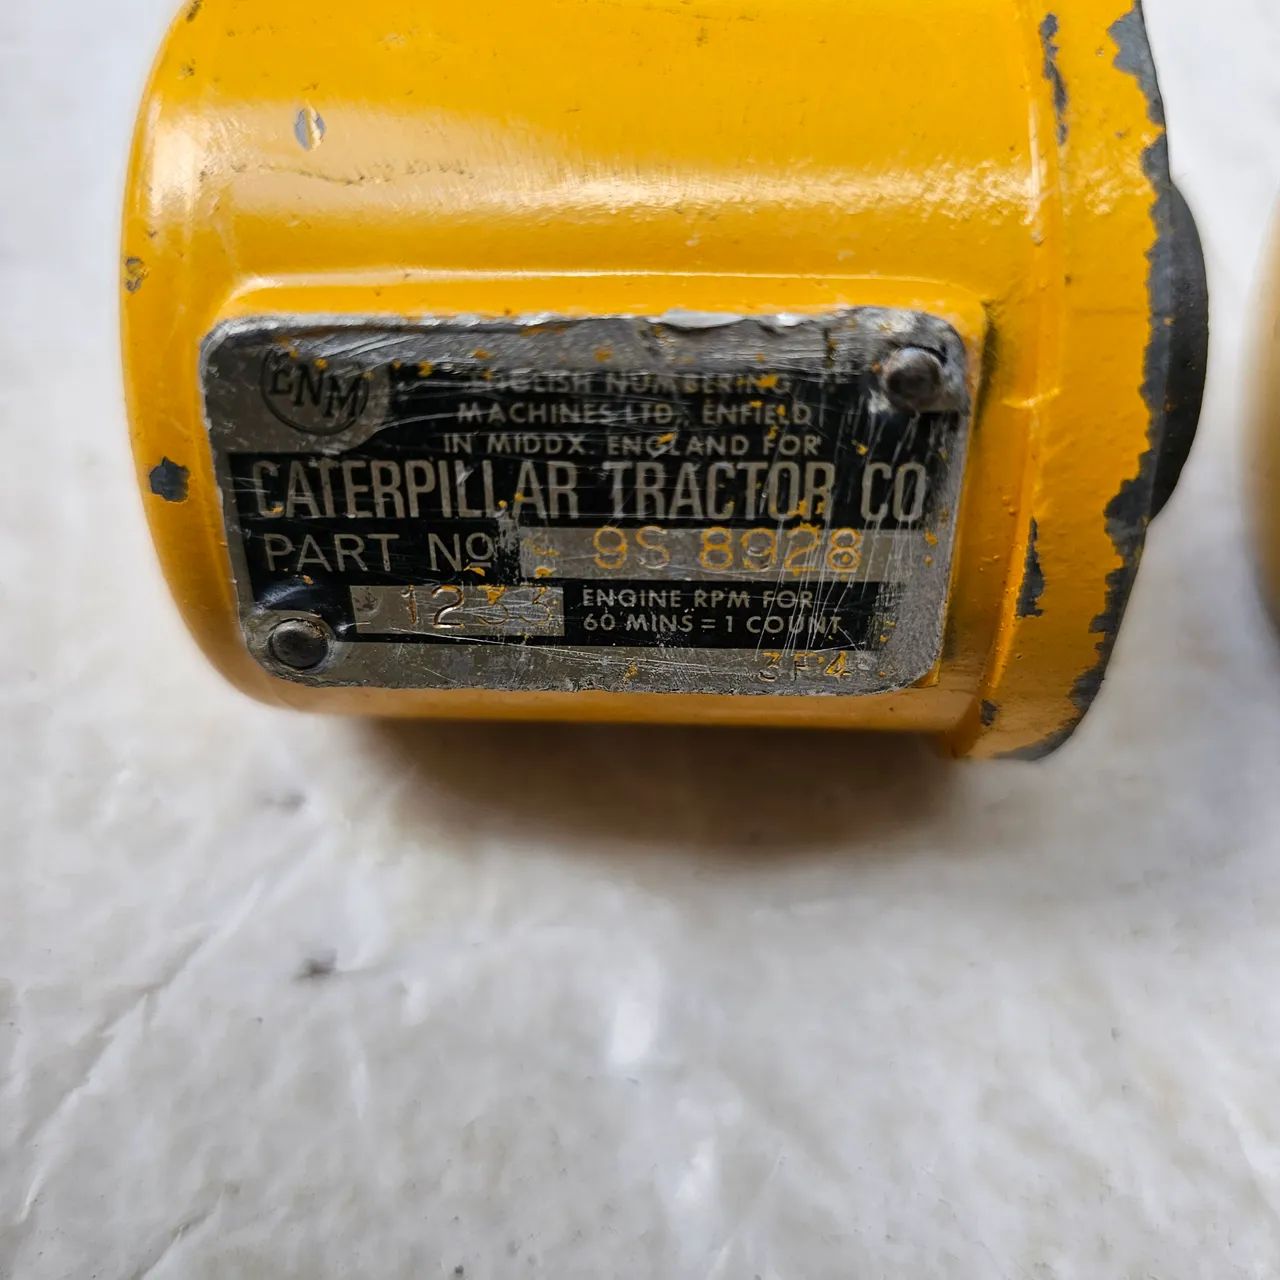 ENM
ENGLISH NUMBERING
MACHINES LTD, ENFIELD
IN MIDDX. ENGLAND FOR
CATERPILLAR TRACTOR CO
PART No 9S 8928
1233 ENGINE RPM FOR
60 MINS = 1 COUNT